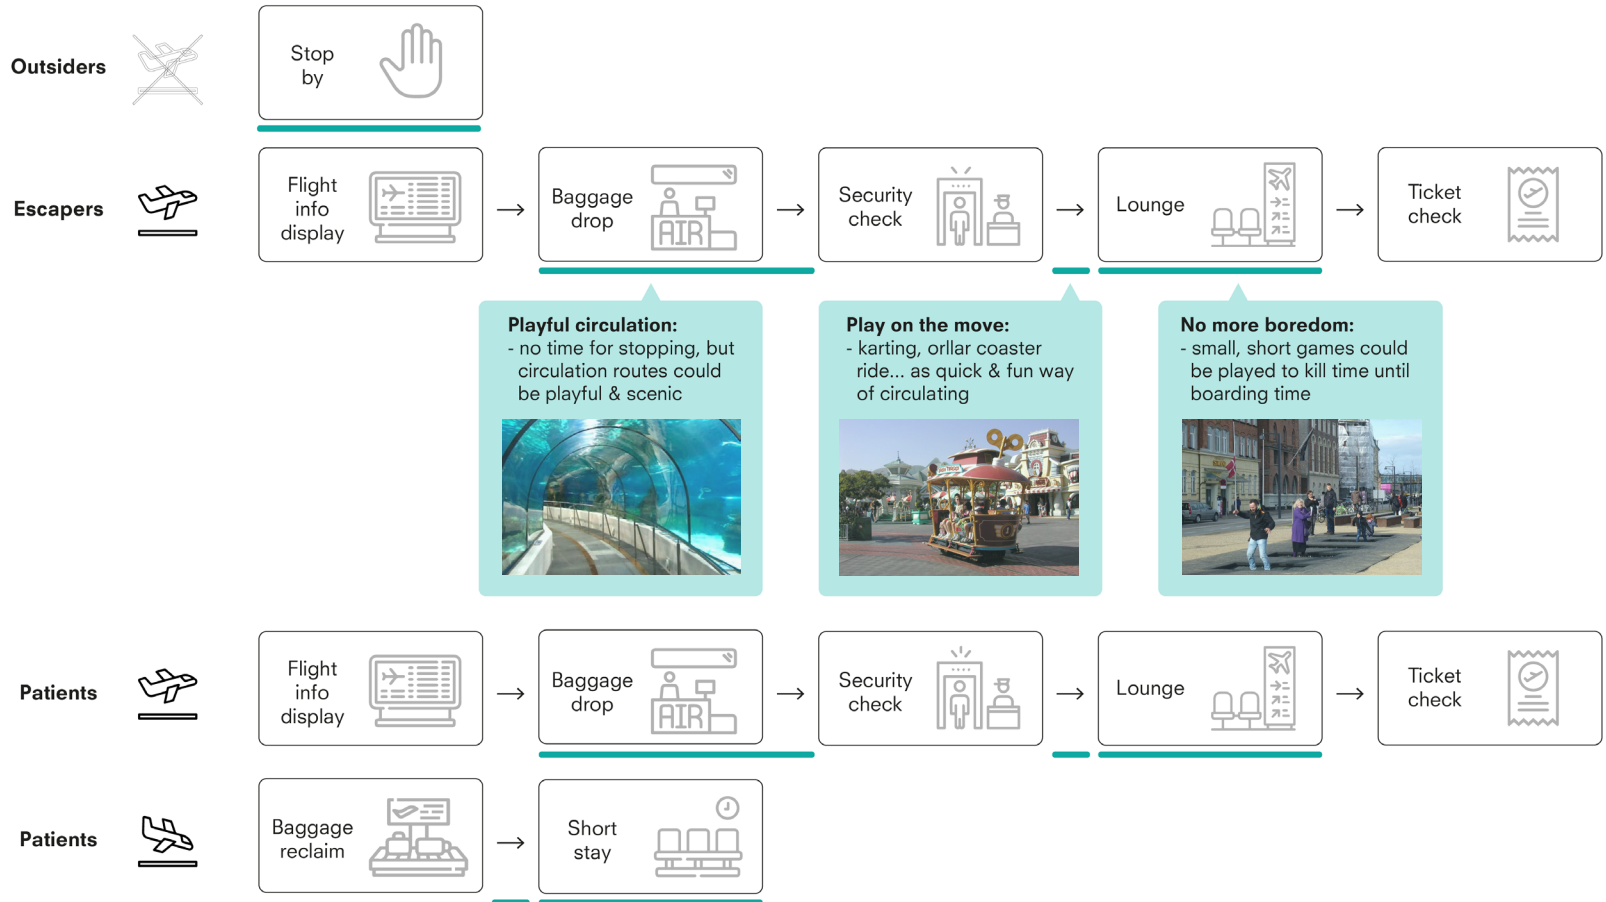 Outsiders
Stop
by
Escapers
Flight
info
display
Baggage
drop
AIR
Security
check
Lounge
Ticket
check
Playful circulation:
- no time for stopping, but
circulation routes could
be playful & scenic
Play on the move:
- karting, orllar coaster
ride... as quick & fun way
of circulating
No more boredom:
- small, short games could
be played to kill time until
boarding time
Patients
Flight
info
display
Baggage
drop
AIR
Security
check
Lounge
Ticket
check
Patients
Baggage
reclaim
Short
stay